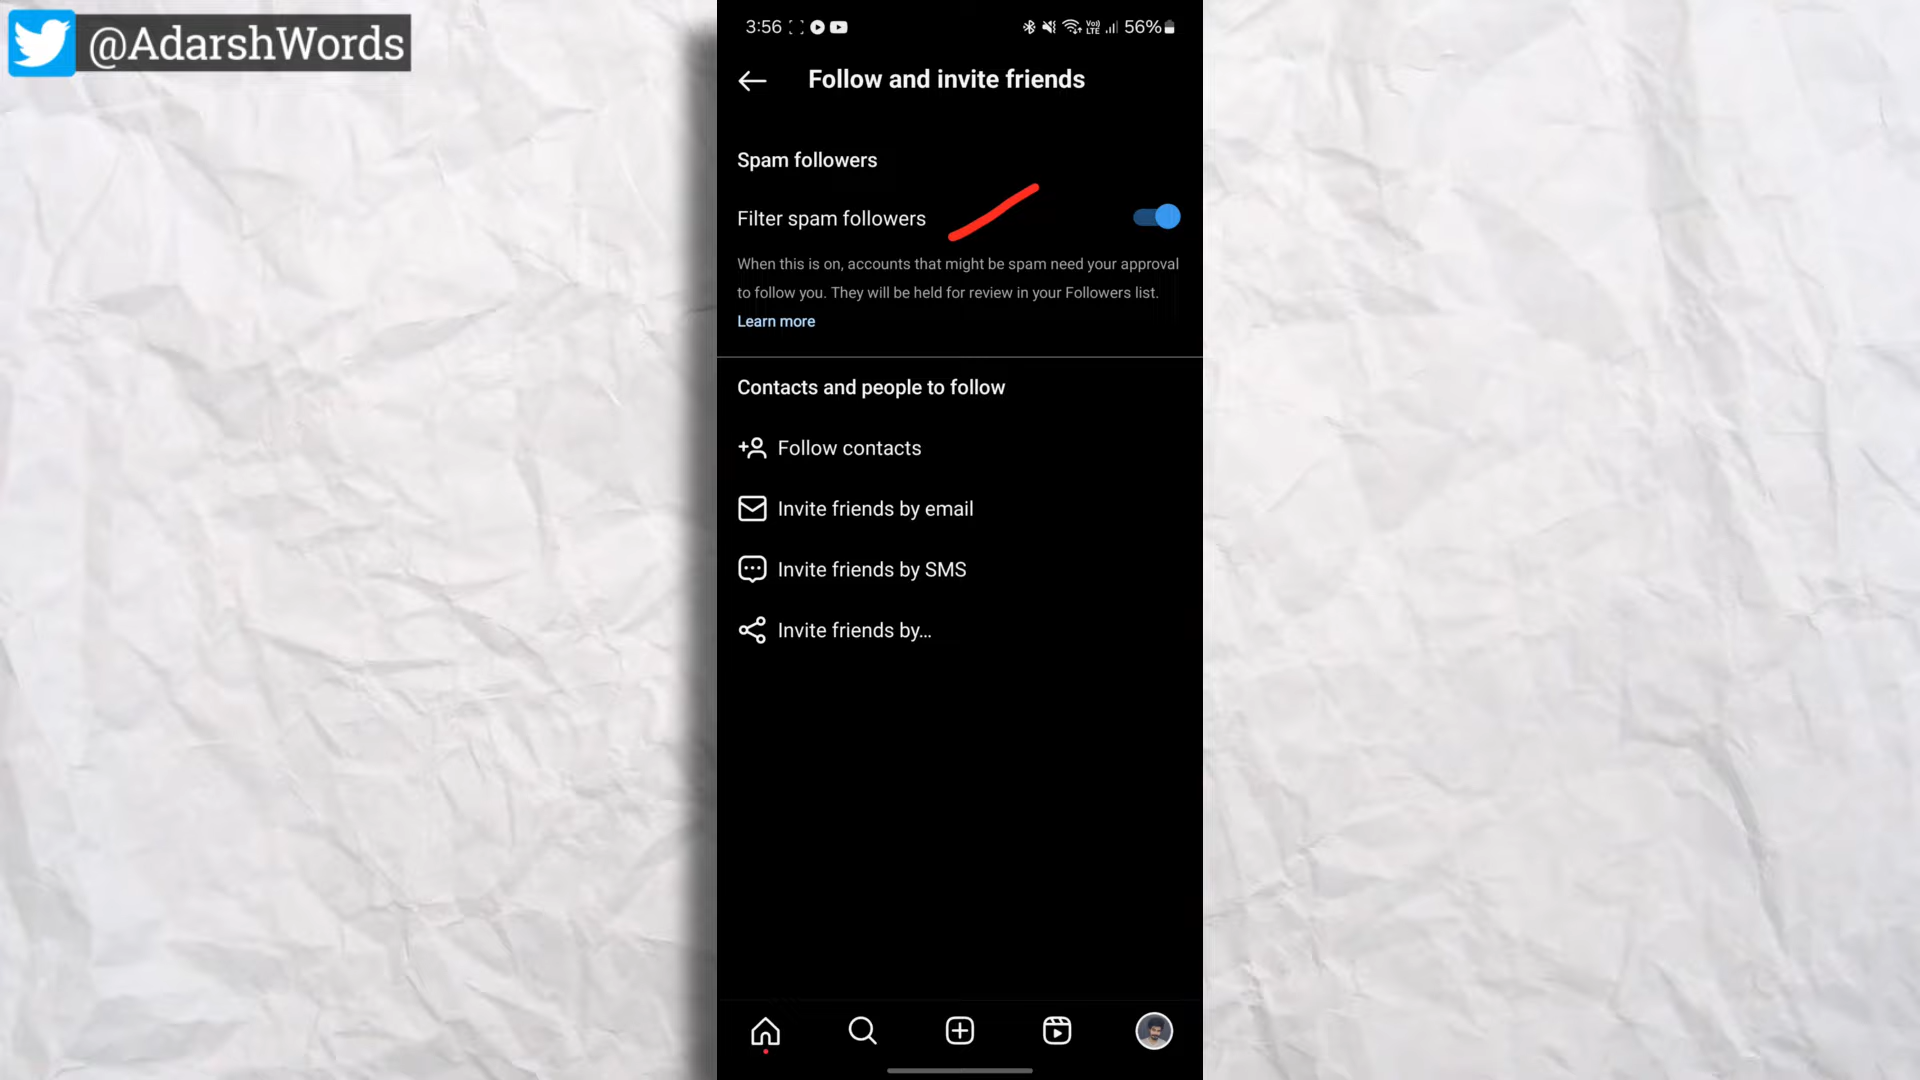 @AdarshWords
3:56 Vo) LTE 56%
Follow and invite friends
Spam followers
Filter spam followers
When this is on, accounts that might be spam need your approval
to follow you. They will be held for review in your Followers list.
Learn more
Contacts and people to follow
Follow contacts
Invite friends by email
Invite friends by SMS
Invite friends by...